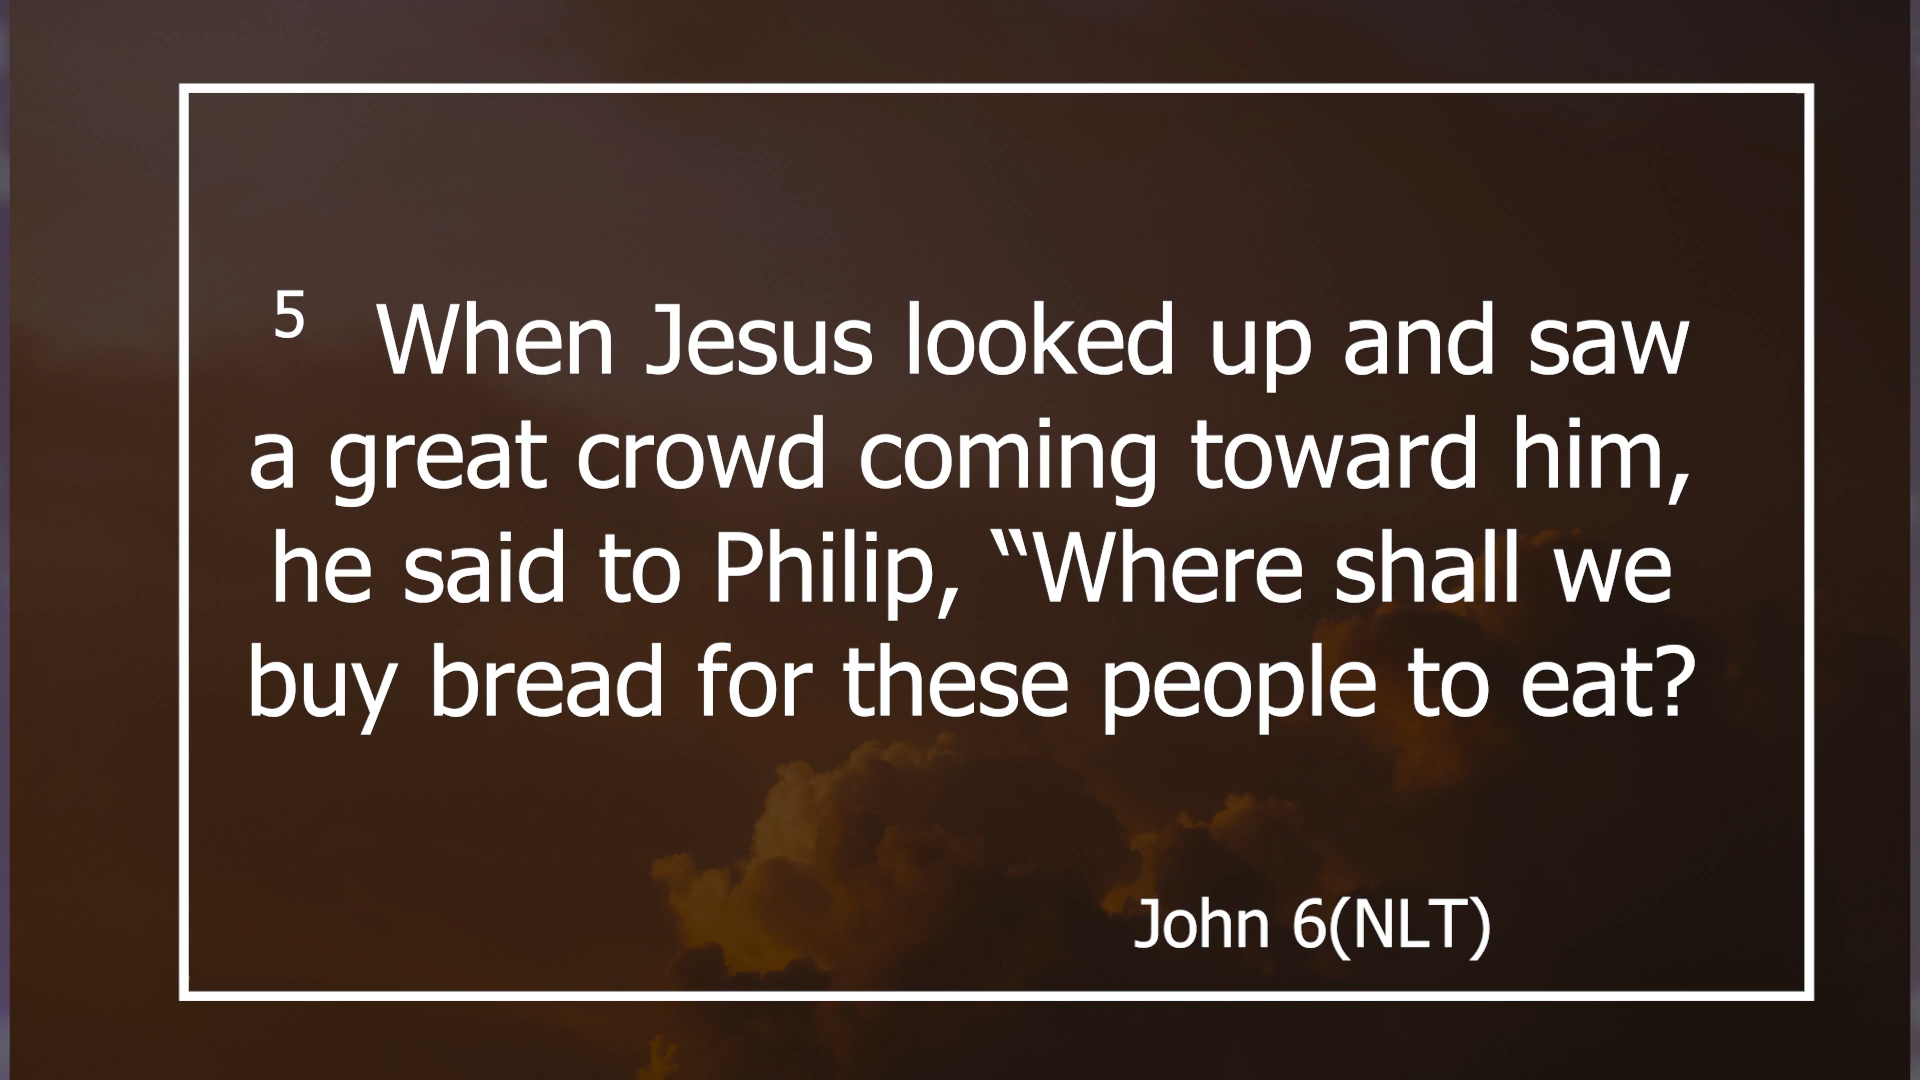 5 When Jesus looked up and saw
a great crowd coming toward him,
he said to Philip, “Where shall we
buy bread for these people to eat?
John 6(NLT)